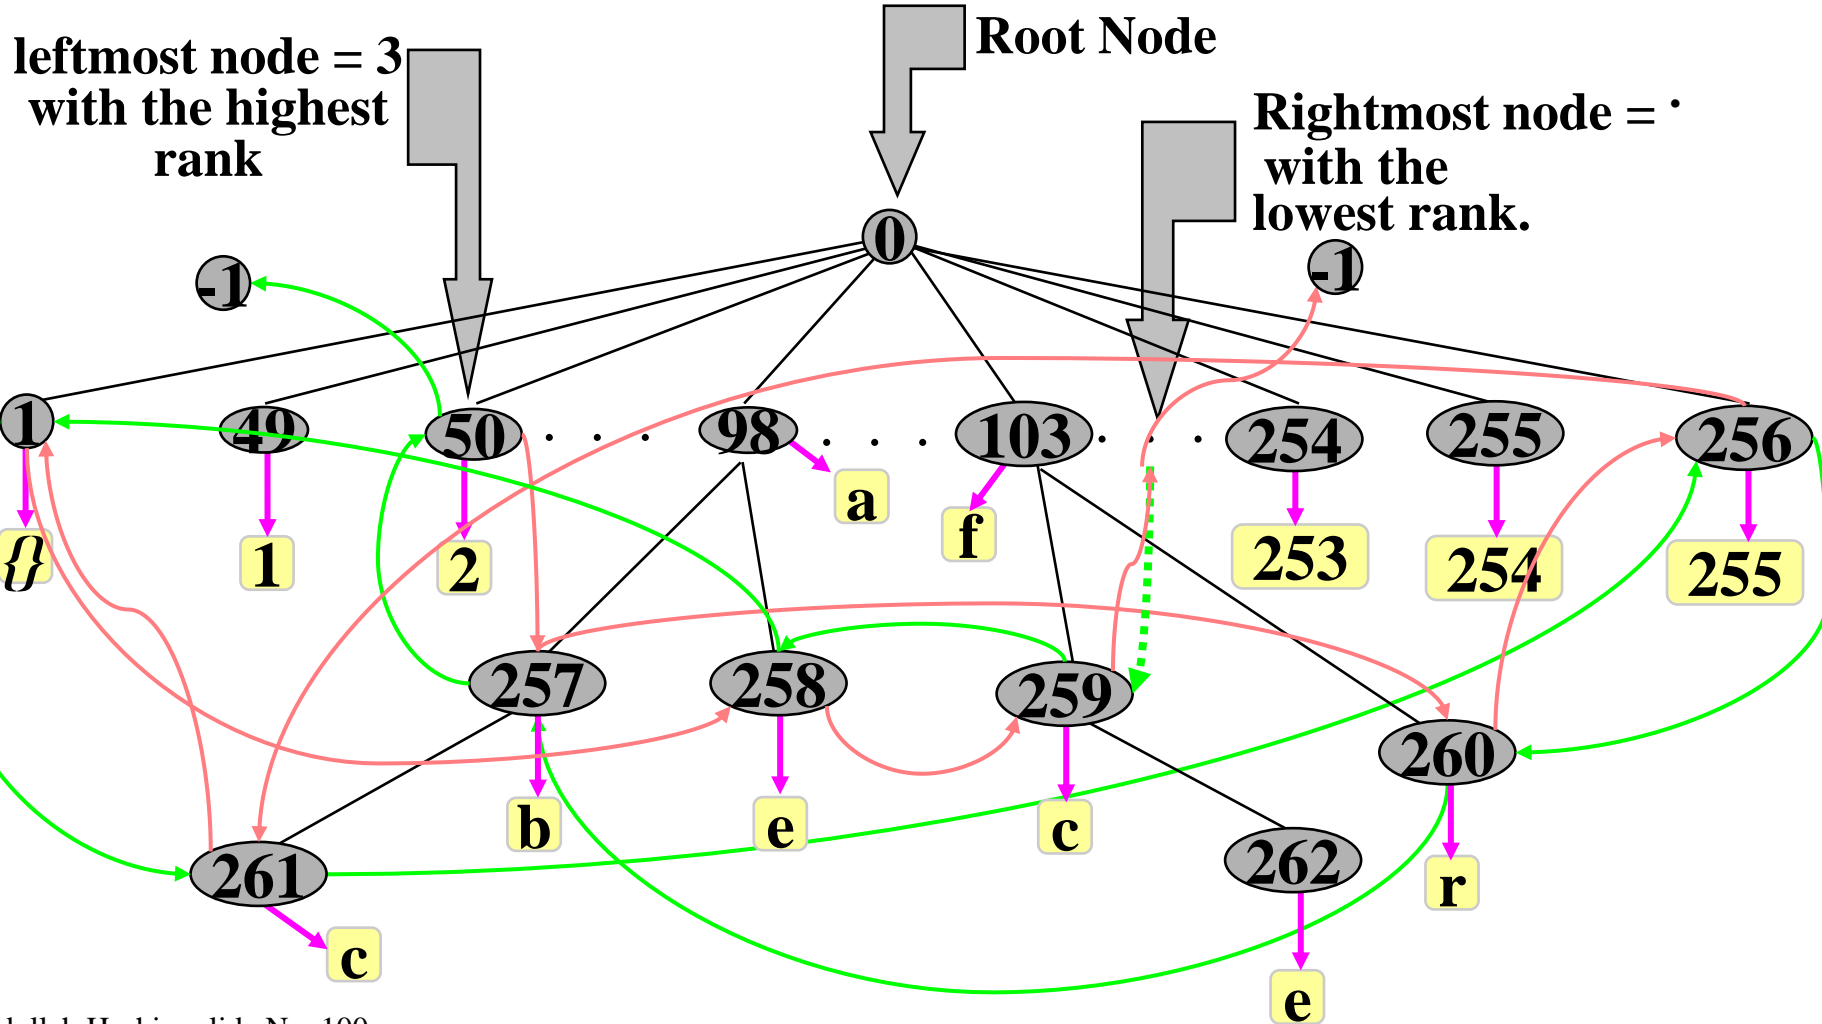 Root Node
leftmost node = 3
with the highest
rank
Rightmost node =
with the
lowest rank.
0
-1
-1
1
49
50
. . .
98
. . .
103
. . .
254
255
256
{}
1
2
a
f
253
254
255
257
258
259
260
b
e
c
r
261
262
c
e